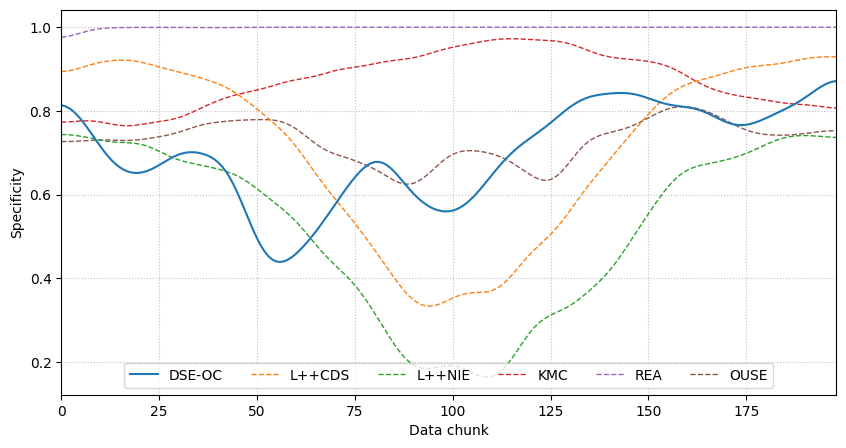 Specificity
1.0
0.8
0.6
0.4
0.2
DSE-OC L++CDS L++NIE KMC REA OUSE
0 25 50 75 100 125 150 175
Data chunk